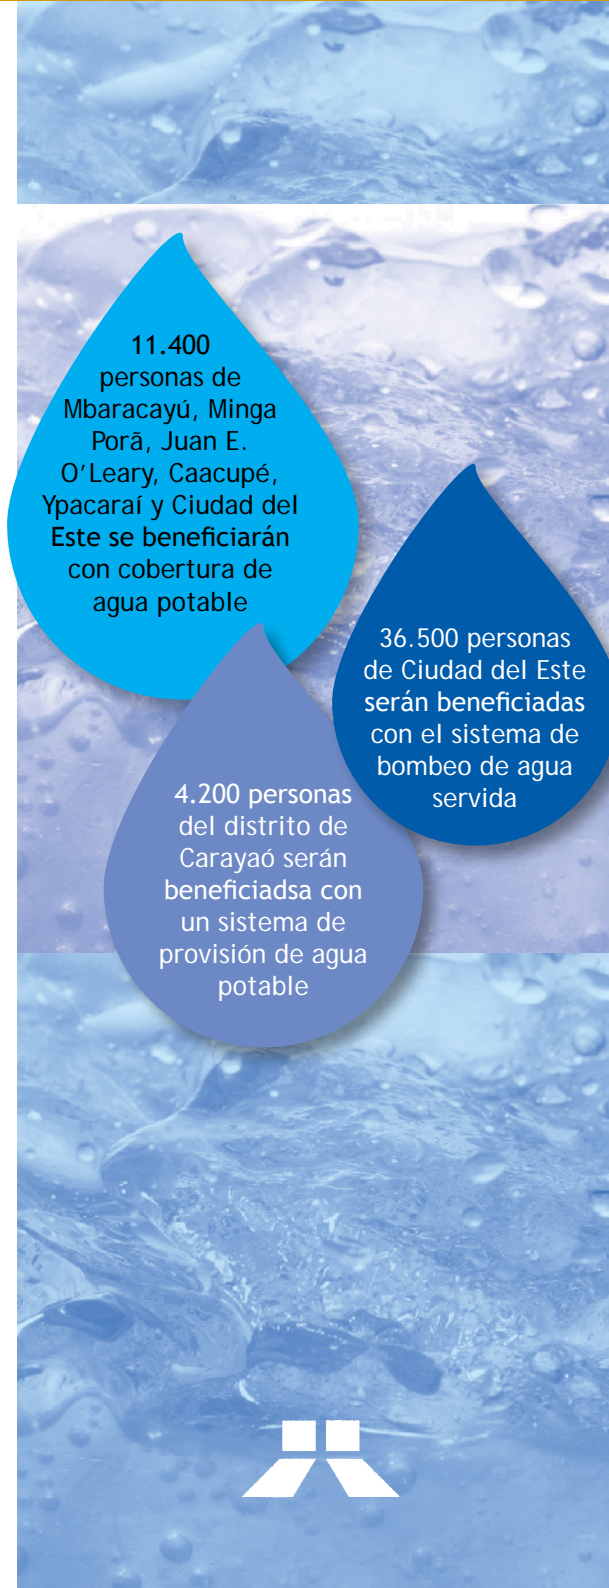 11.400
personas de
Mbaracayú, Minga
Porã, Juan E.
O’Leary, Caacupé,
Ypacaraí y Ciudad del
Este se beneficiarán
con cobertura de
agua potable
36.500 personas
de Ciudad del Este
serán beneficiadas
con el sistema de
bombeo de agua
servida
4.200 personas
del distrito de
Carayaó serán
beneficiadsa con
un sistema de
provisión de agua
potable